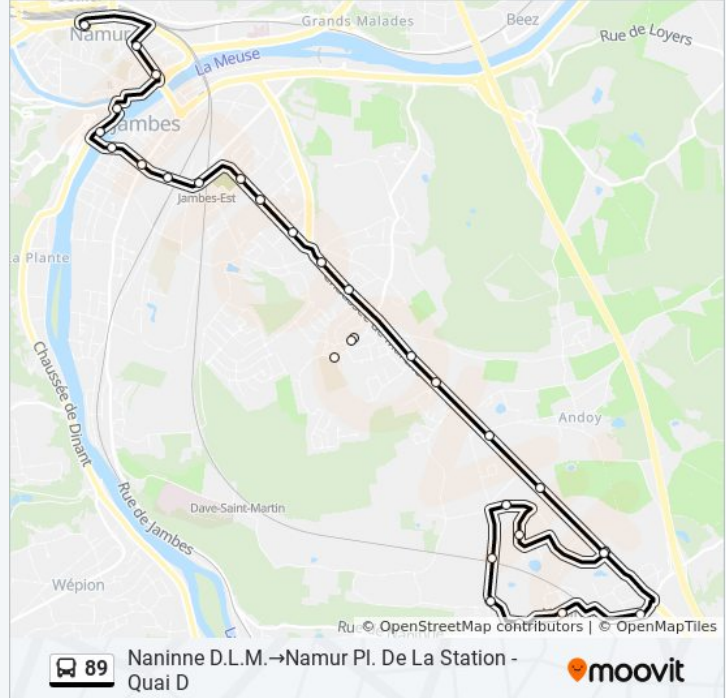 Grands Malades
Beez
Rue de Loyers
Namur
La Meuse
Jambes
Jambes-Est
La Plante
Chaussée de Dinant
Andoy
Dave-Saint-Martin
Rue de Jambes
Wépion
© OpenStreetMap contributors | © OpenMapTiles
89
Naninne D.L.M.→Namur Pl. De La Station -
Quai D
moovit